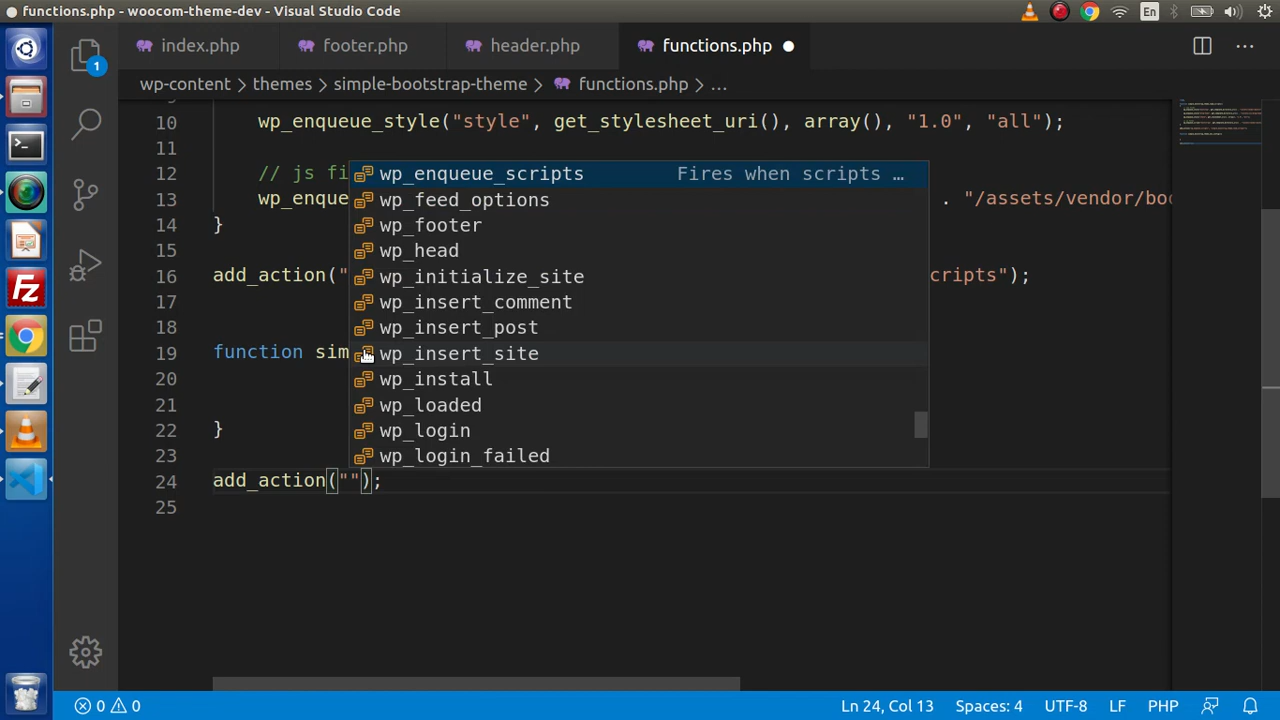 functions.php - woocom-theme-dev - Visual Studio Code
En
index.php
footer.php
header.php
functions.php
1
wp-content > themes > simple-bootstrap-theme > functions.php > ...
10 wp_enqueue_style("style", get_stylesheet_uri(), array(), "1.0", "all");
11
12 // js fi
13 wp_enque . "/assets/vendor/boo
14 }
15
16 add_action(" cripts");
17
18
19 function sim
20
21
22 }
23
24 add_action("");
25
wp_enqueue_scripts Fires when scripts ...
wp_feed_options
wp_footer
wp_head
wp_initialize_site
wp_insert_comment
wp_insert_post
wp_insert_site
wp_install
wp_loaded
wp_login
wp_login_failed
0 0
Ln 24, Col 13
Spaces: 4
UTF-8
LF
PHP